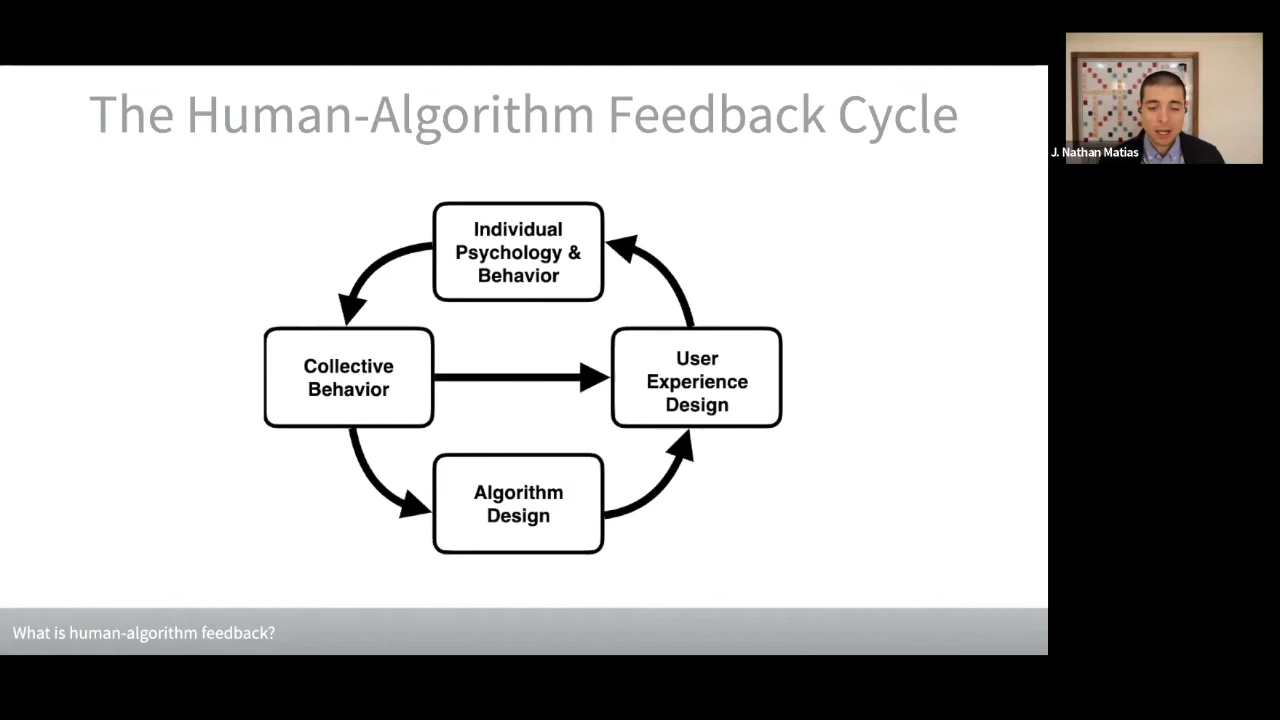 The Human-Algorithm Feedback Cycle
J. Nathan Matias
Individual
Psychology &
Behavior
Collective
Behavior
User
Experience
Design
Algorithm
Design
What is human-algorithm feedback?